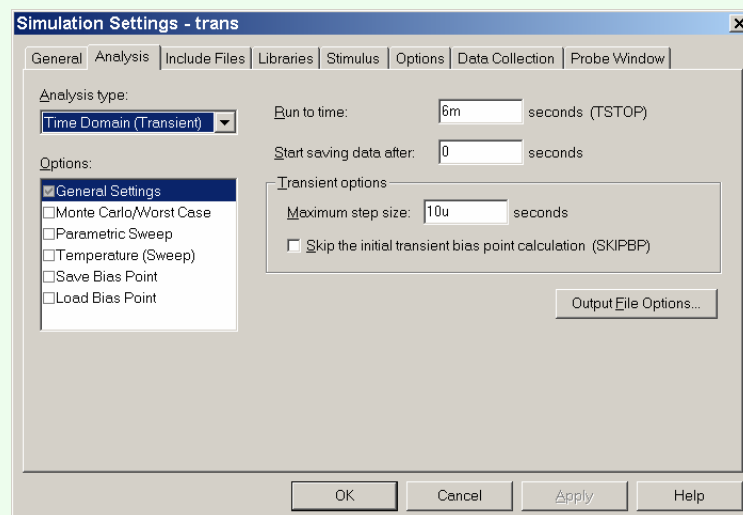 Simulation Settings - trans
General Analysis Include Files Libraries Stimulus Options Data Collection Probe Window
Analysis type:
Time Domain (Transient)
Options:
General Settings
Monte Carlo/Worst Case
Parametric Sweep
Temperature (Sweep)
Save Bias Point
Load Bias Point
Run to time: 6m seconds (TSTOP)
Start saving data after: 0 seconds
Transient options
Maximum step size: 10u seconds
Skip the initial transient bias point calculation (SKIPBP)
Output File Options...
OK Cancel Apply Help